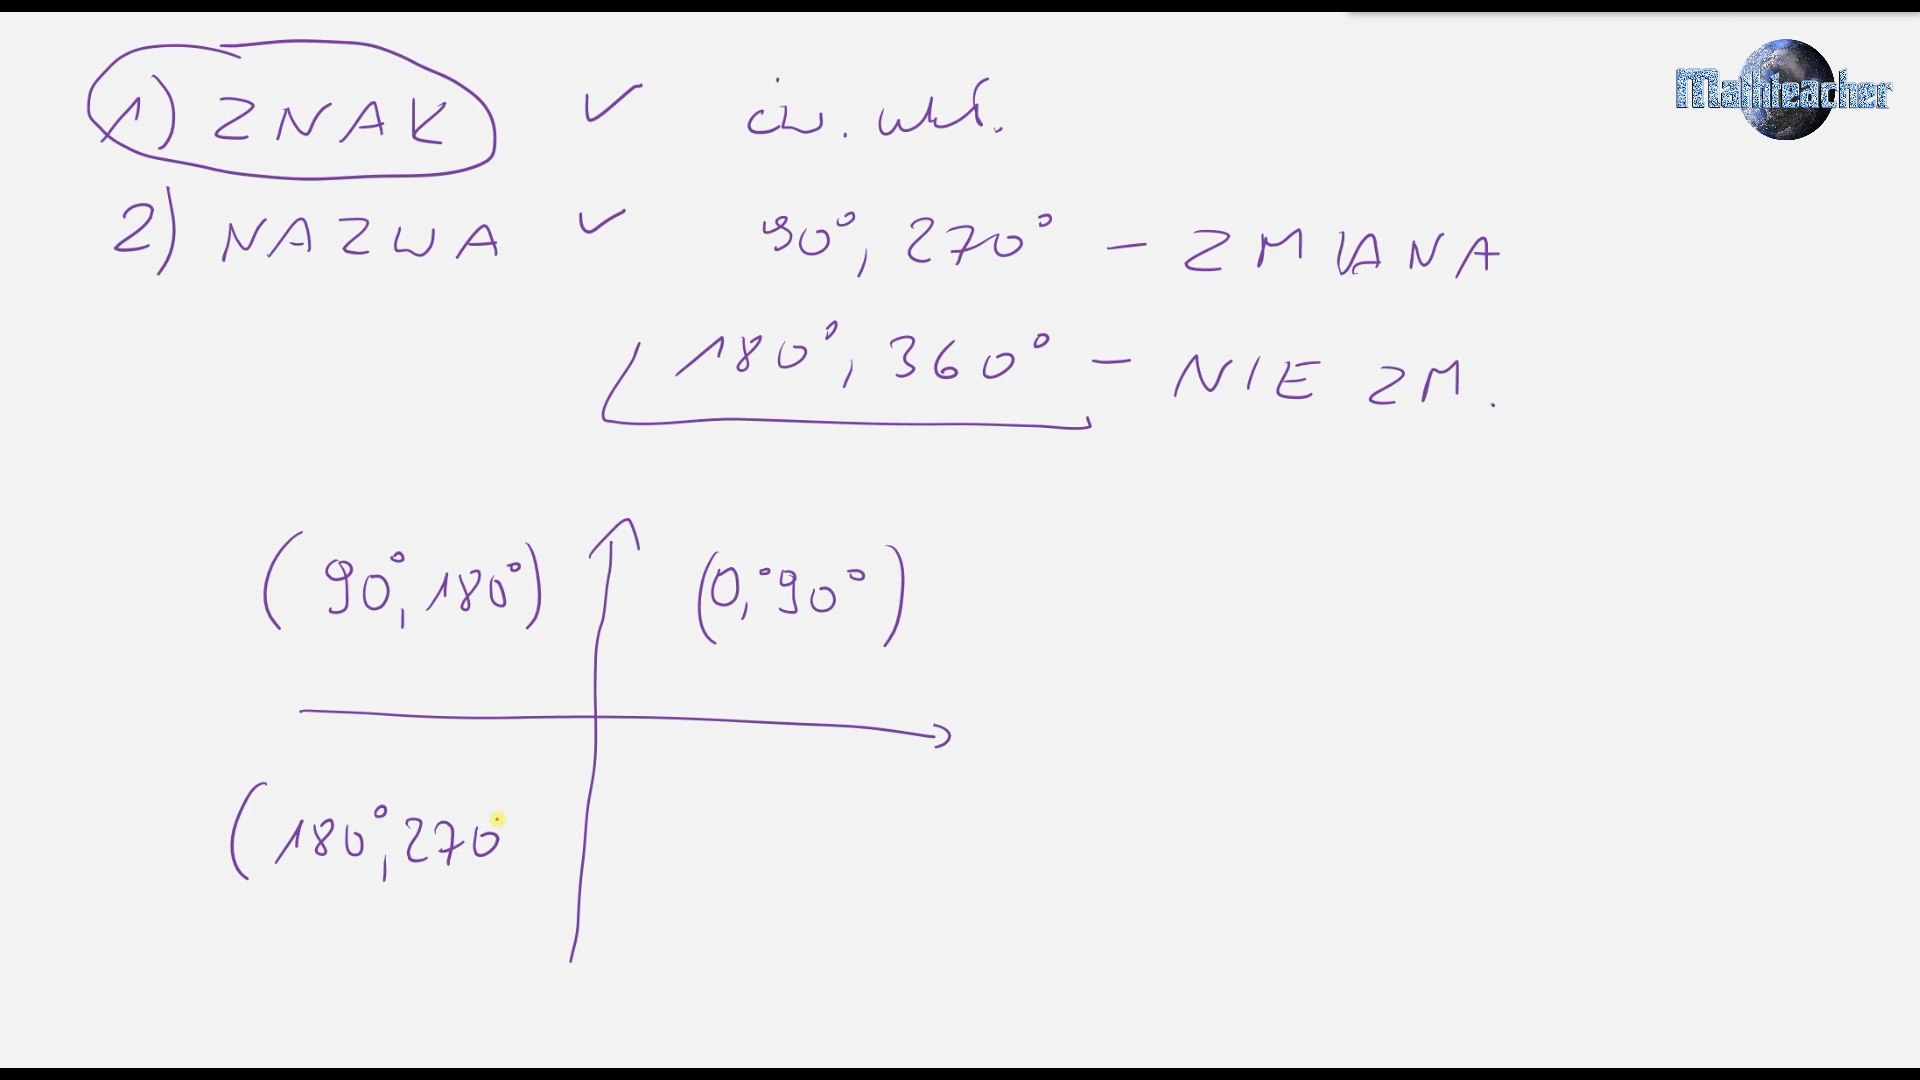 Mathteacher
1) ZNAK ✓ ćw. ukł.
2) NAZWA ✓ 90°, 270° – ZMIANA
180°, 360° – NIE ZM.
(90°, 180°) (0,°90°)
(180°, 270